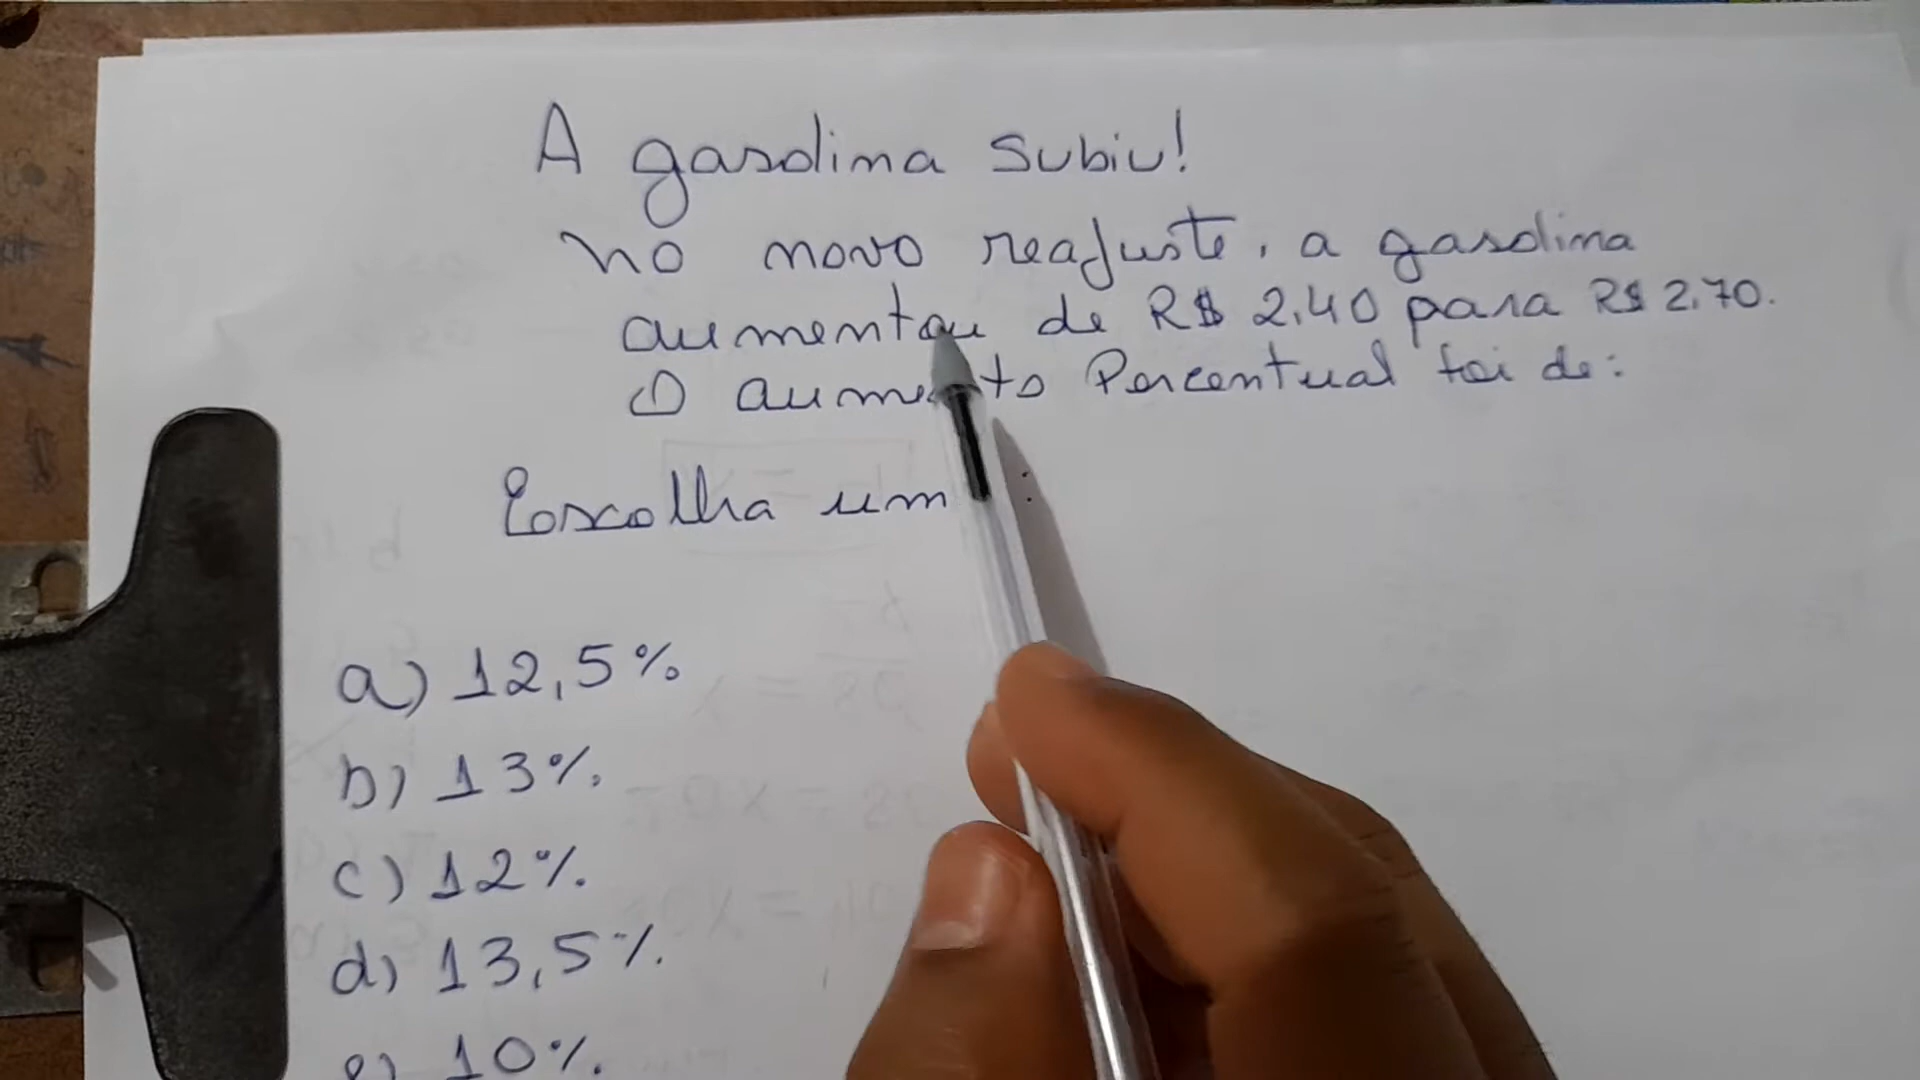 A gasolina subiu!
no novo reajuste, a gasolina
aumentou de R$ 2,40 para R$ 2,70.
O aumento Percentual foi de:
Escolha um :
a) 12,5%
b) 13%.
c) 12%.
d) 13,5%.
e) 10%.